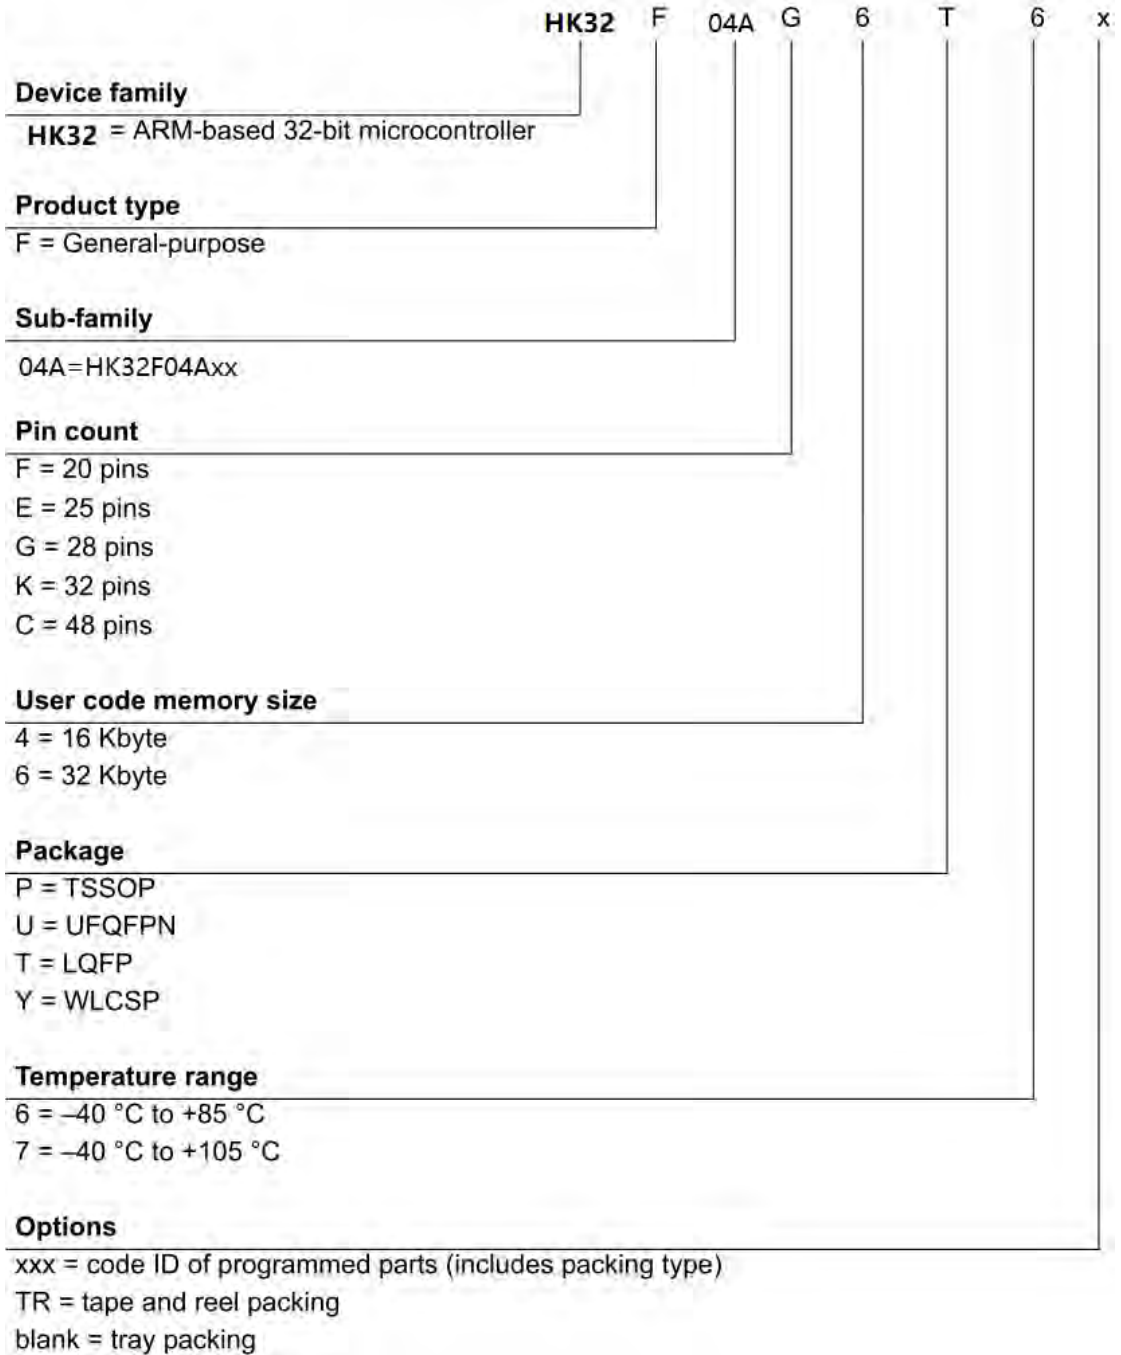 HK32 F 04A G 6 T 6 x
Device family
HK32 = ARM-based 32-bit microcontroller
Product type
F = General-purpose
Sub-family
04A=HK32F04Axx
Pin count
F = 20 pins
E = 25 pins
G = 28 pins
K = 32 pins
C = 48 pins
User code memory size
4 = 16 Kbyte
6 = 32 Kbyte
Package
P = TSSOP
U = UFQFPN
T = LQFP
Y = WLCSP
Temperature range
6 = –40 °C to +85 °C
7 = –40 °C to +105 °C
Options
xxx = code ID of programmed parts (includes packing type)
TR = tape and reel packing
blank = tray packing